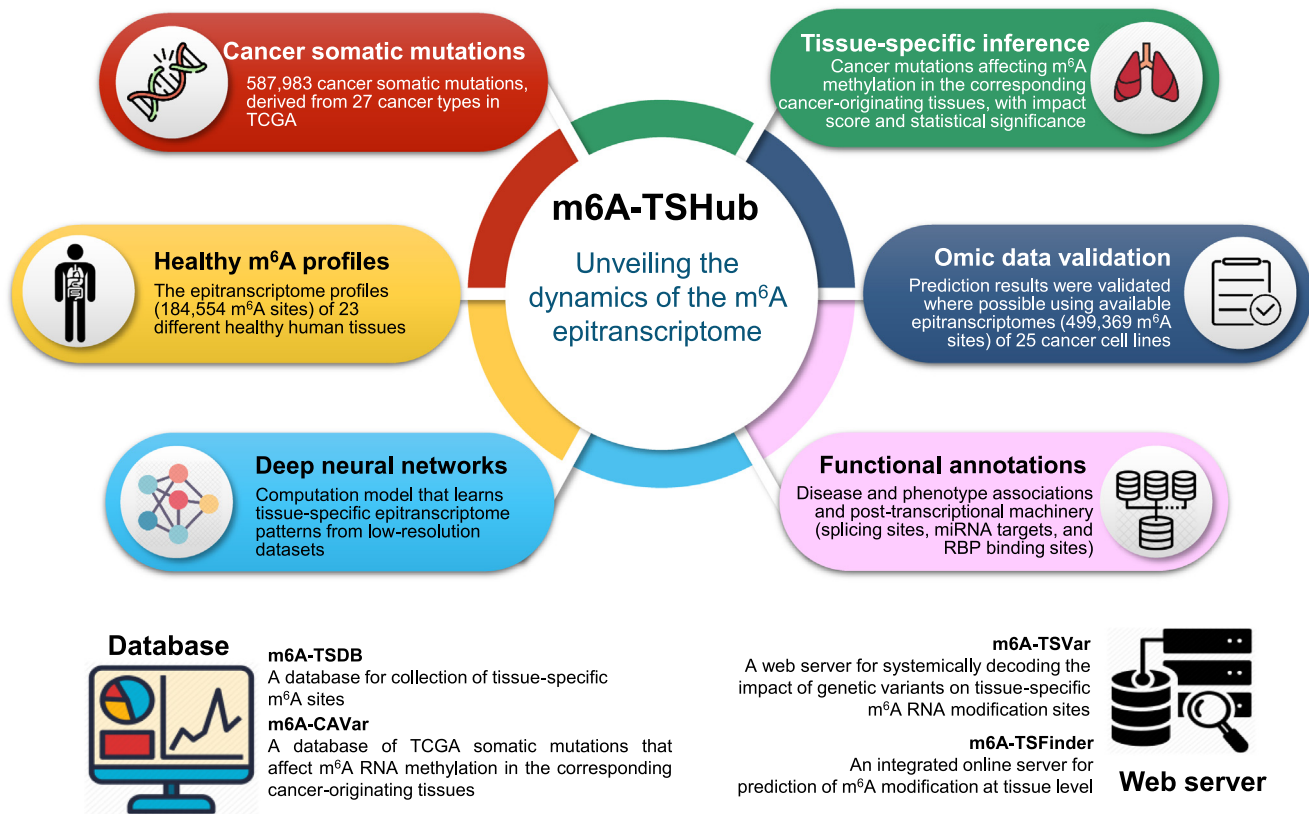 Cancer somatic mutations
587,983 cancer somatic mutations,
derived from 27 cancer types in
TCGA
Tissue-specific inference
Cancer mutations affecting m⁶A
methylation in the corresponding
cancer-originating tissues, with impact
score and statistical significance
m6A-TSHub
Unveiling the
dynamics of the m⁶A
epitranscriptome
Healthy m⁶A profiles
The epitranscriptome profiles
(184,554 m⁶A sites) of 23
different healthy human tissues
Omic data validation
Prediction results were validated
where possible using available
epitranscriptomes (499,369 m⁶A
sites) of 25 cancer cell lines
Deep neural networks
Computation model that learns
tissue-specific epitranscriptome
patterns from low-resolution
datasets
Functional annotations
Disease and phenotype associations
and post-transcriptional machinery
(splicing sites, miRNA targets, and
RBP binding sites)
Database
m6A-TSDB
A database for collection of tissue-specific
m⁶A sites
m6A-CAVar
A database of TCGA somatic mutations that
affect m⁶A RNA methylation in the corresponding
cancer-originating tissues
m6A-TSVar
A web server for systemically decoding the
impact of genetic variants on tissue-specific
m⁶A RNA modification sites
m6A-TSFinder
An integrated online server for
prediction of m⁶A modification at tissue level
Web server